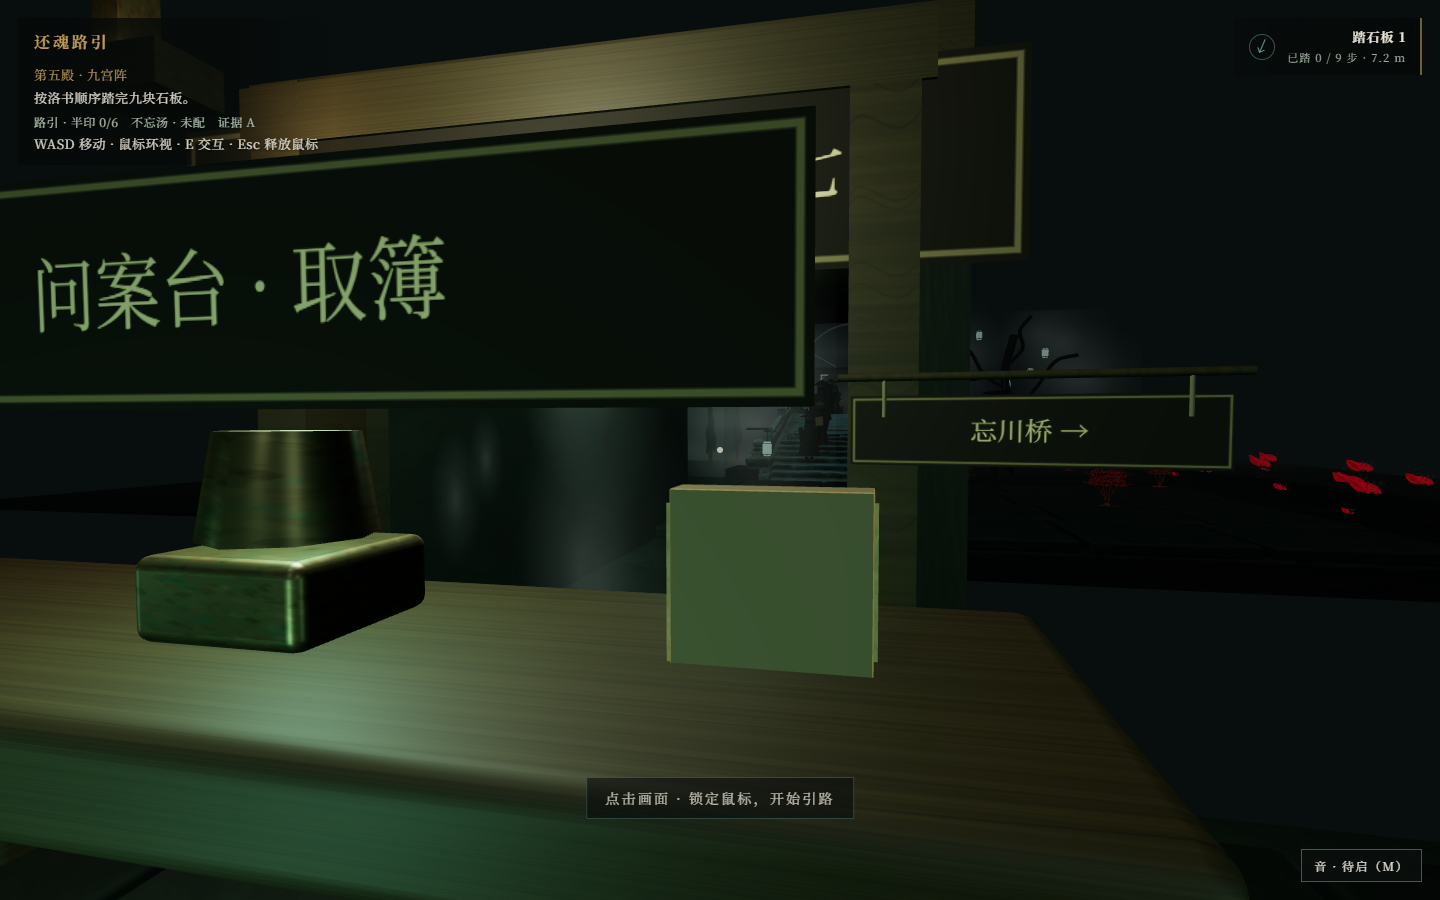 还魂路引
第五殿 · 九宫阵
按洛书顺序踏完九块石板。
路引 · 半印 0/6 不忘汤 · 未配 证据 A
WASD 移动 · 鼠标环视 · E 交互 · Esc 释放鼠标
踏石板 1
已踏 0 / 9 步 · 7.2 m
问案台 · 取簿
忘川桥 →
点击画面 · 锁定鼠标，开始引路
音 · 待启（M）